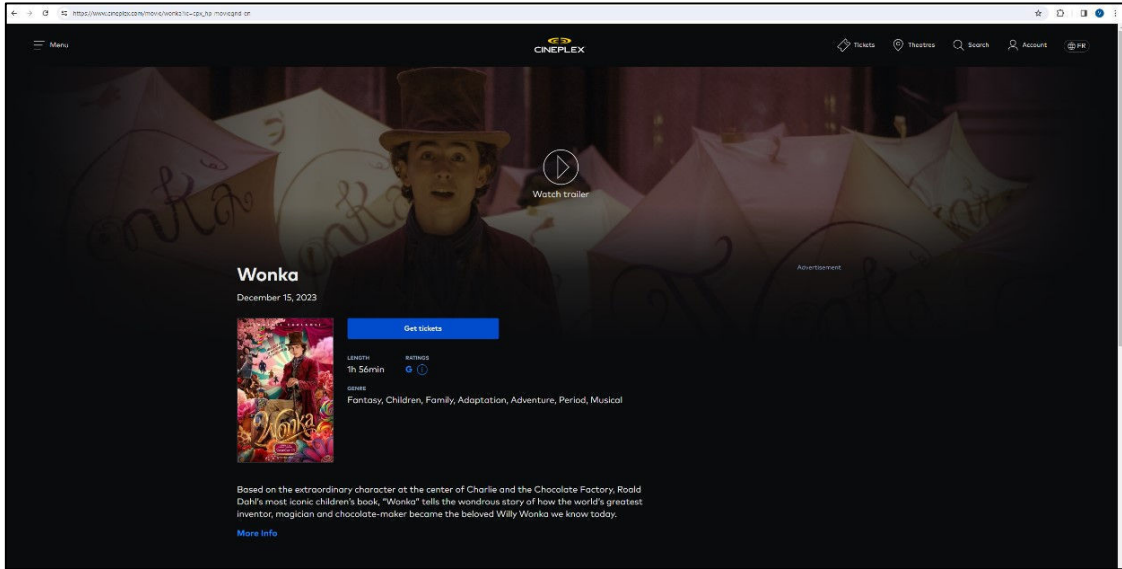 https://www.cineplex.com/movie/wonka?ic=cpx_hp-moviegrid-en
Menu
CINEPLEX
Tickets
Theatres
Search
Account
FR
Watch trailer
Wonka
December 15, 2023
Advertisement
Get tickets
LENGTH
RATINGS
1h 56min
G
GENRE
Fantasy, Children, Family, Adaptation, Adventure, Period, Musical
Wonka
Based on the extraordinary character at the center of Charlie and the Chocolate Factory, Roald
Dahl's most iconic children's book, "Wonka" tells the wondrous story of how the world's greatest
inventor, magician and chocolate-maker became the beloved Willy Wonka we know today.
More Info